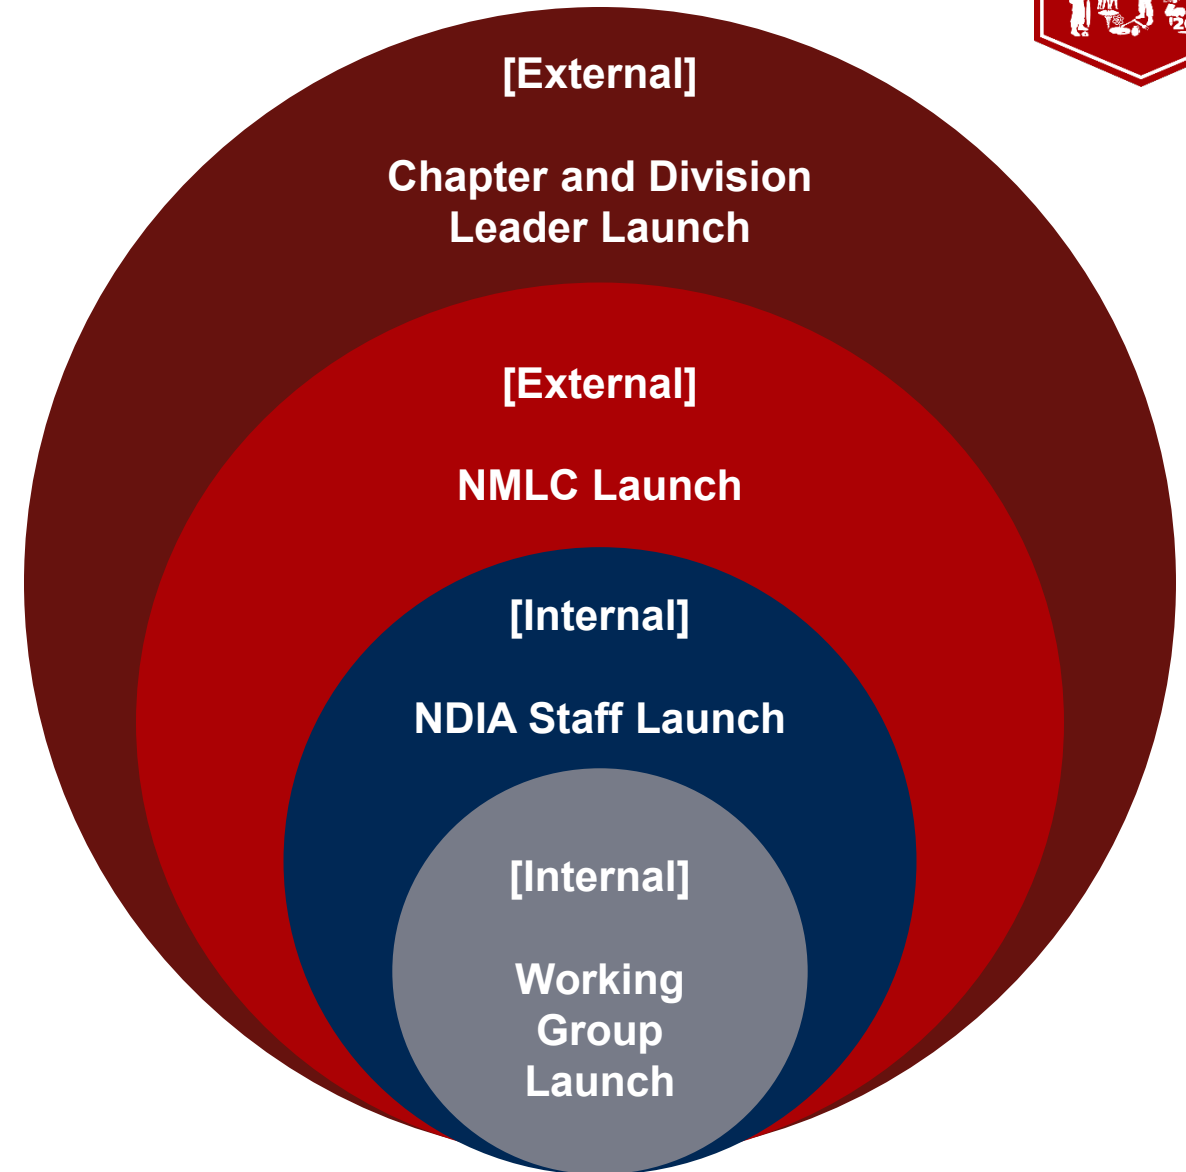 [External]
Chapter and Division
Leader Launch
[External]
NMLC Launch
[Internal]
NDIA Staff Launch
[Internal]
Working
Group
Launch